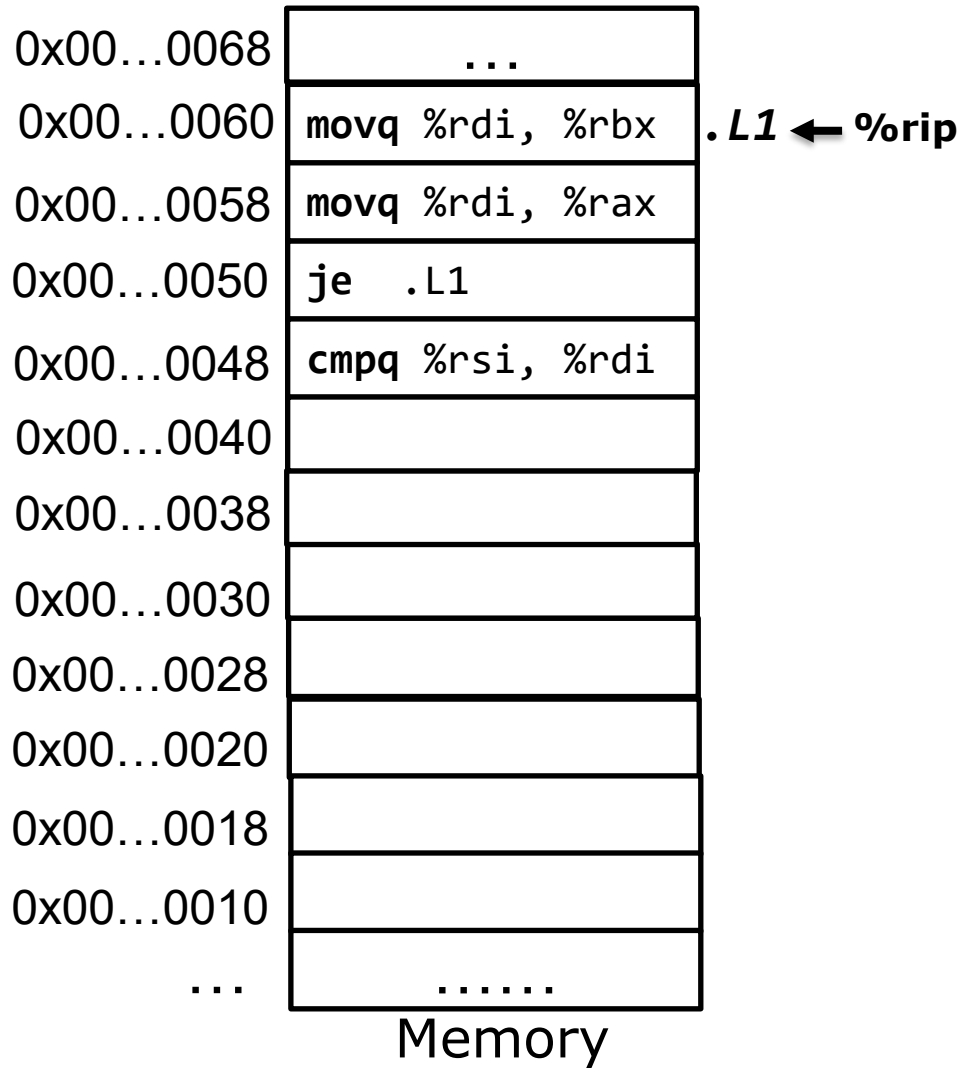 0x00...0068 ...
0x00...0060 movq %rdi, %rbx .L1 ← %rip
0x00...0058 movq %rdi, %rax
0x00...0050 je .L1
0x00...0048 cmpq %rsi, %rdi
0x00...0040
0x00...0038
0x00...0030
0x00...0028
0x00...0020
0x00...0018
0x00...0010
... ......
Memory